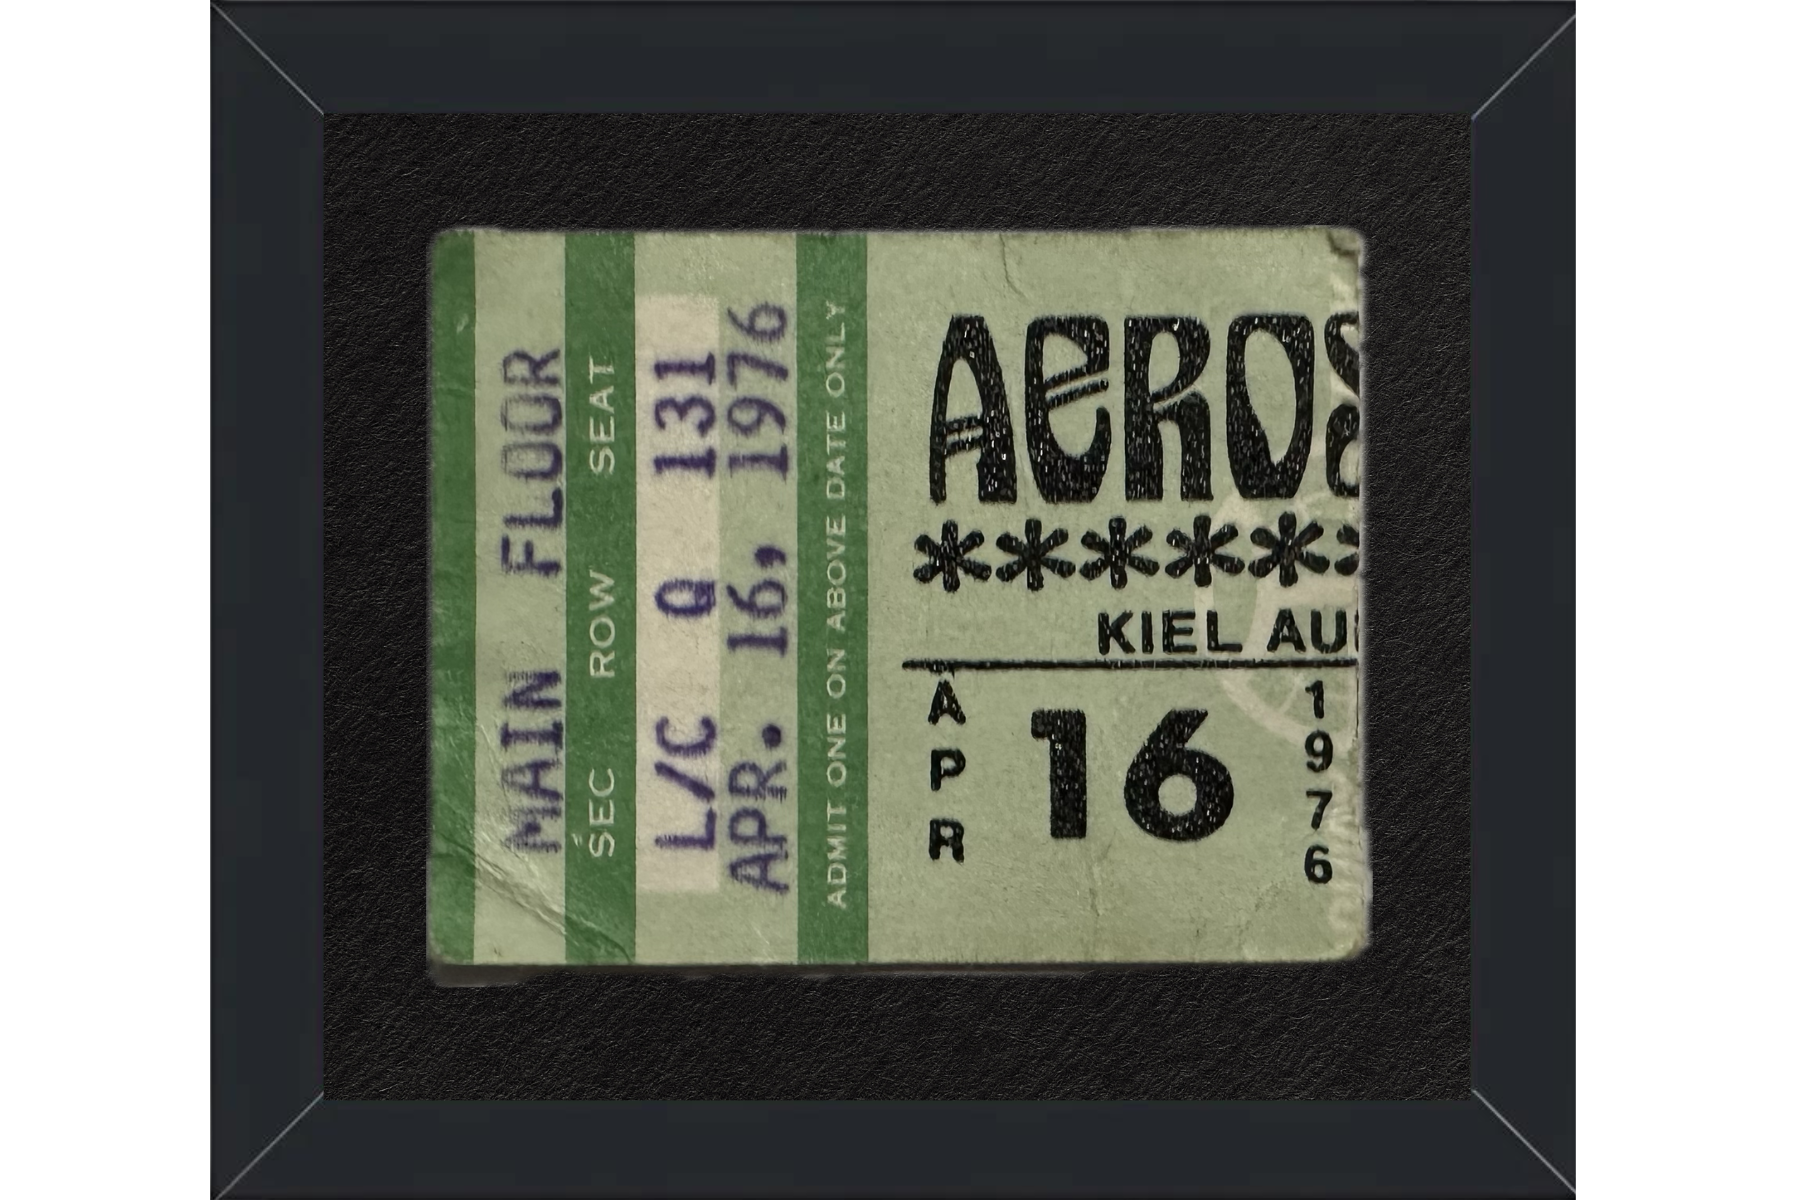 MAIN FLOOR
SEC ROW SEAT
L/C Q 131
APR. 16, 1976
ADMIT ONE ON ABOVE DATE ONLY
AEROS
******
KIEL AU
APR 16 1976